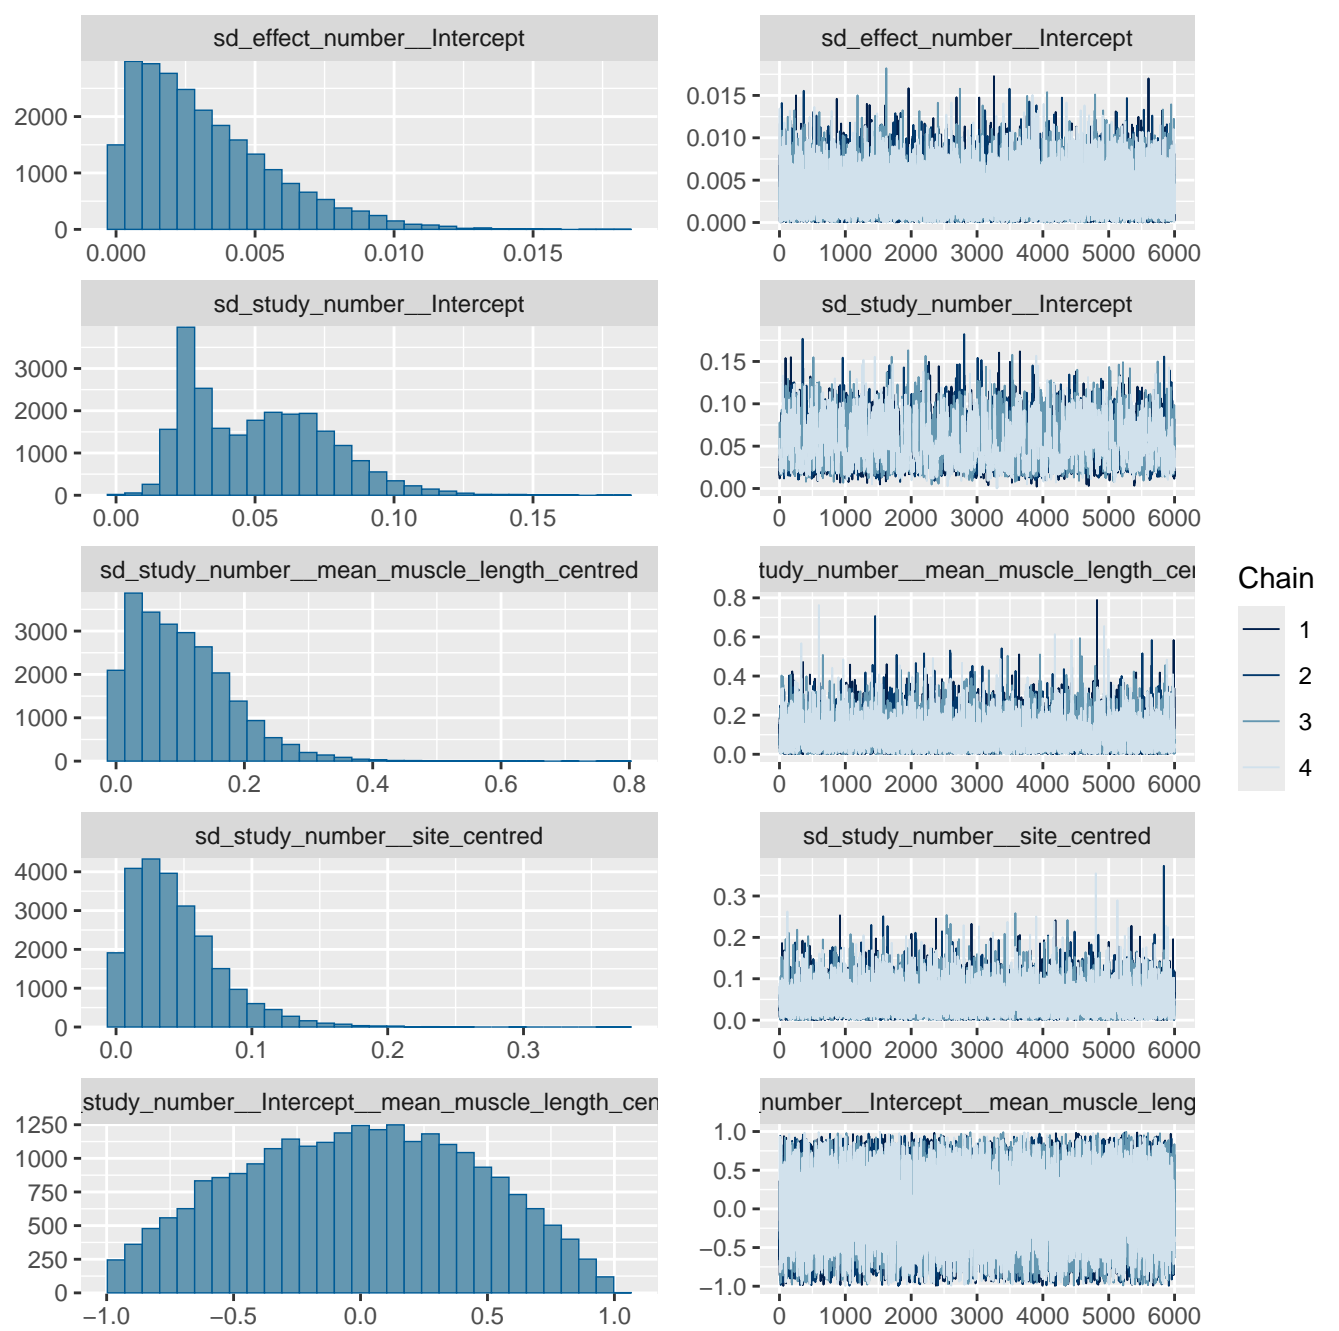 sd_effect_number__Intercept
2000
1000
0
0.000 0.005 0.010 0.015
sd_effect_number__Intercept
0.015
0.010
0.005
0.000
0 1000 2000 3000 4000 5000 6000
sd_study_number__Intercept
3000
2000
1000
0
0.00 0.05 0.10 0.15
sd_study_number__Intercept
0.15
0.10
0.05
0.00
0 1000 2000 3000 4000 5000 6000
sd_study_number__mean_muscle_length_centred
3000
2000
1000
0
0.0 0.2 0.4 0.6 0.8
tudy_number__mean_muscle_length_cen
0.8
0.6
0.4
0.2
0.0
0 1000 2000 3000 4000 5000 6000
sd_study_number__site_centred
4000
3000
2000
1000
0
0.0 0.1 0.2 0.3
sd_study_number__site_centred
0.3
0.2
0.1
0.0
0 1000 2000 3000 4000 5000 6000
_study_number__Intercept__mean_muscle_length_cen
1250
1000
750
500
250
0
−1.0 −0.5 0.0 0.5 1.0
_number__Intercept__mean_muscle_leng
1.0
0.5
0.0
−0.5
−1.0
0 1000 2000 3000 4000 5000 6000
Chain
1
2
3
4